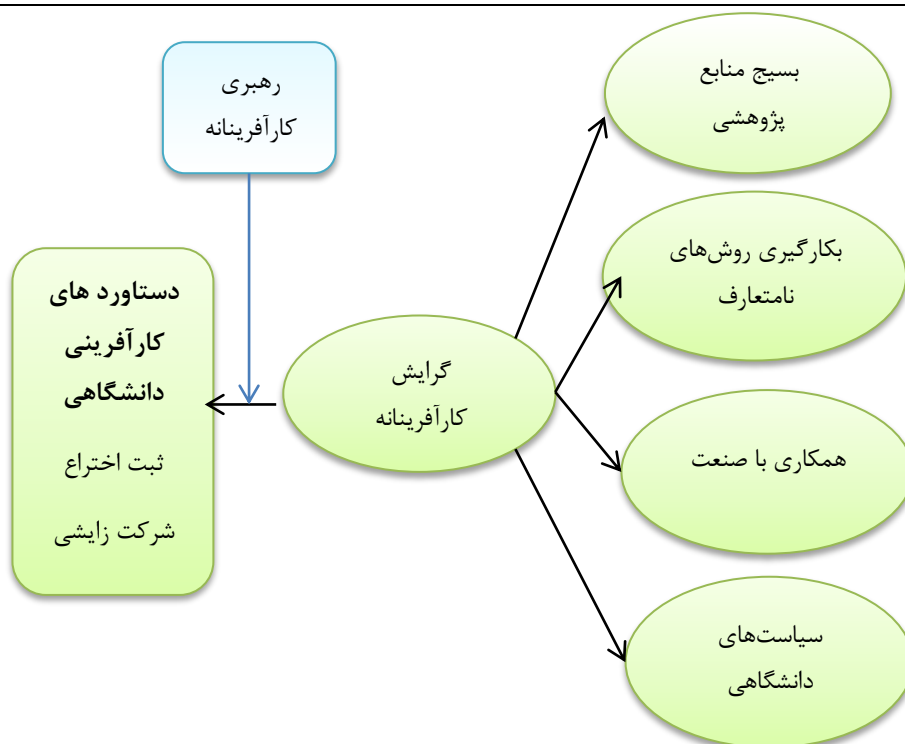 بسیج منابع
پژوهشی
رهبری
کارآفرینانه
بکارگیری روش‌های
نامتعارف
دستاورد های
کارآفرینی
دانشگاهی
ثبت اختراع
شرکت زایشی
گرایش
کارآفرینانه
همکاری با صنعت
سیاست‌های
دانشگاهی